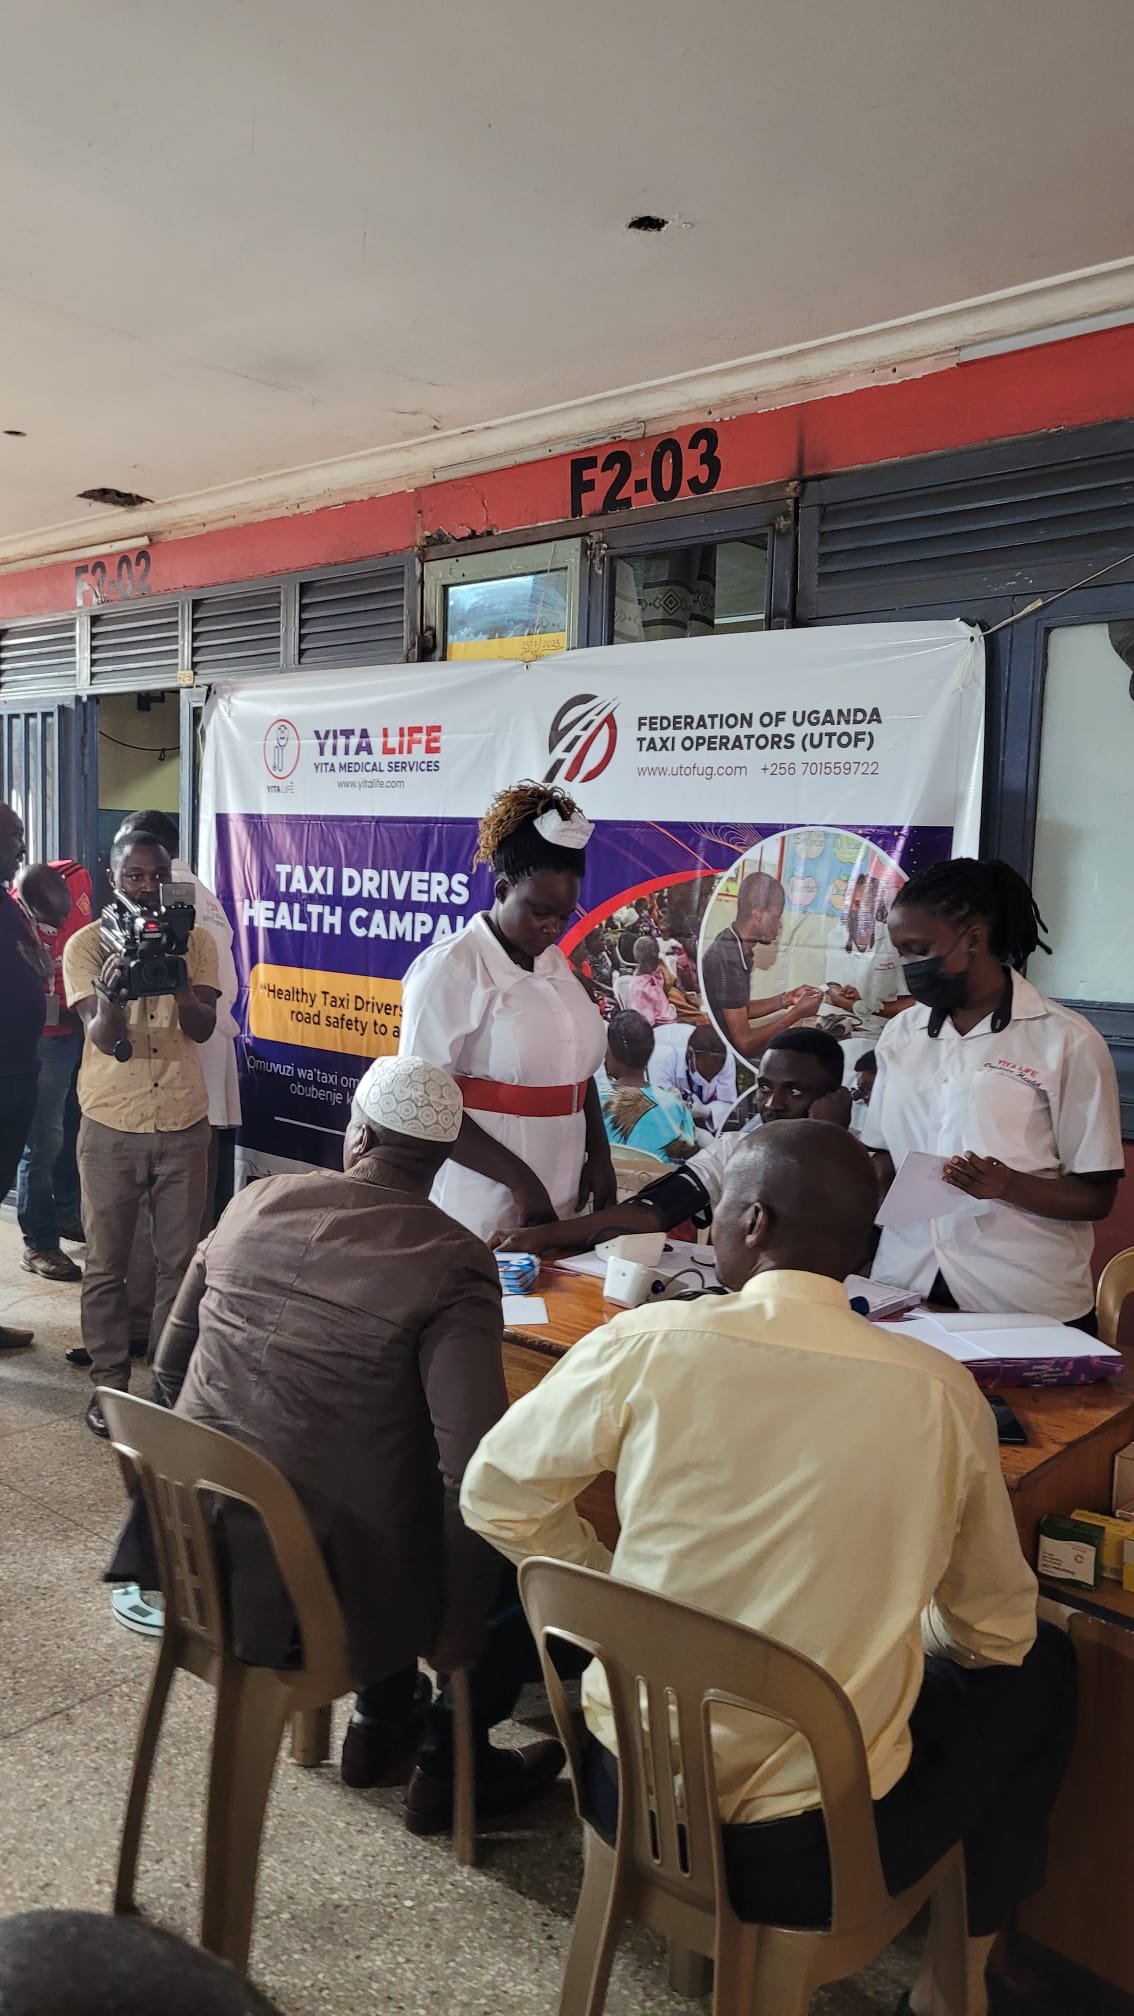 F2-03
F2-02
YITA LIFE
YITA MEDICAL SERVICES
www.yitalife.com
YITA LIFE
FEDERATION OF UGANDA
TAXI OPERATORS (UTOF)
www.utofug.com +256 701559722
TAXI DRIVERS
HEALTH CAMPAI
"Healthy Taxi Drivers
road safety to a
Omuvuzi wa'taxi om
obubenje k
YITA LIFE